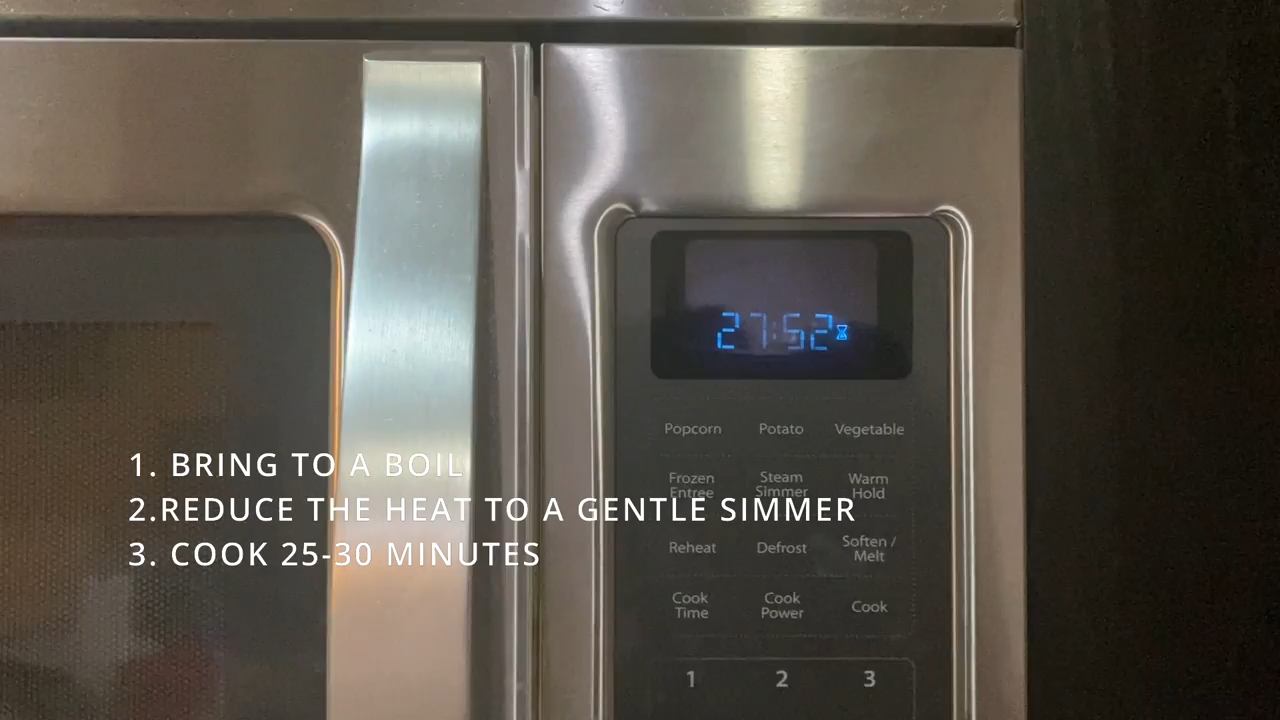 27:52
Popcorn Potato Vegetable
Frozen Entree Steam Simmer Warm Hold
Reheat Defrost Soften / Melt
Cook Time Cook Power Cook
1 2 3
1. BRING TO A BOIL
2.REDUCE THE HEAT TO A GENTLE SIMMER
3. COOK 25-30 MINUTES